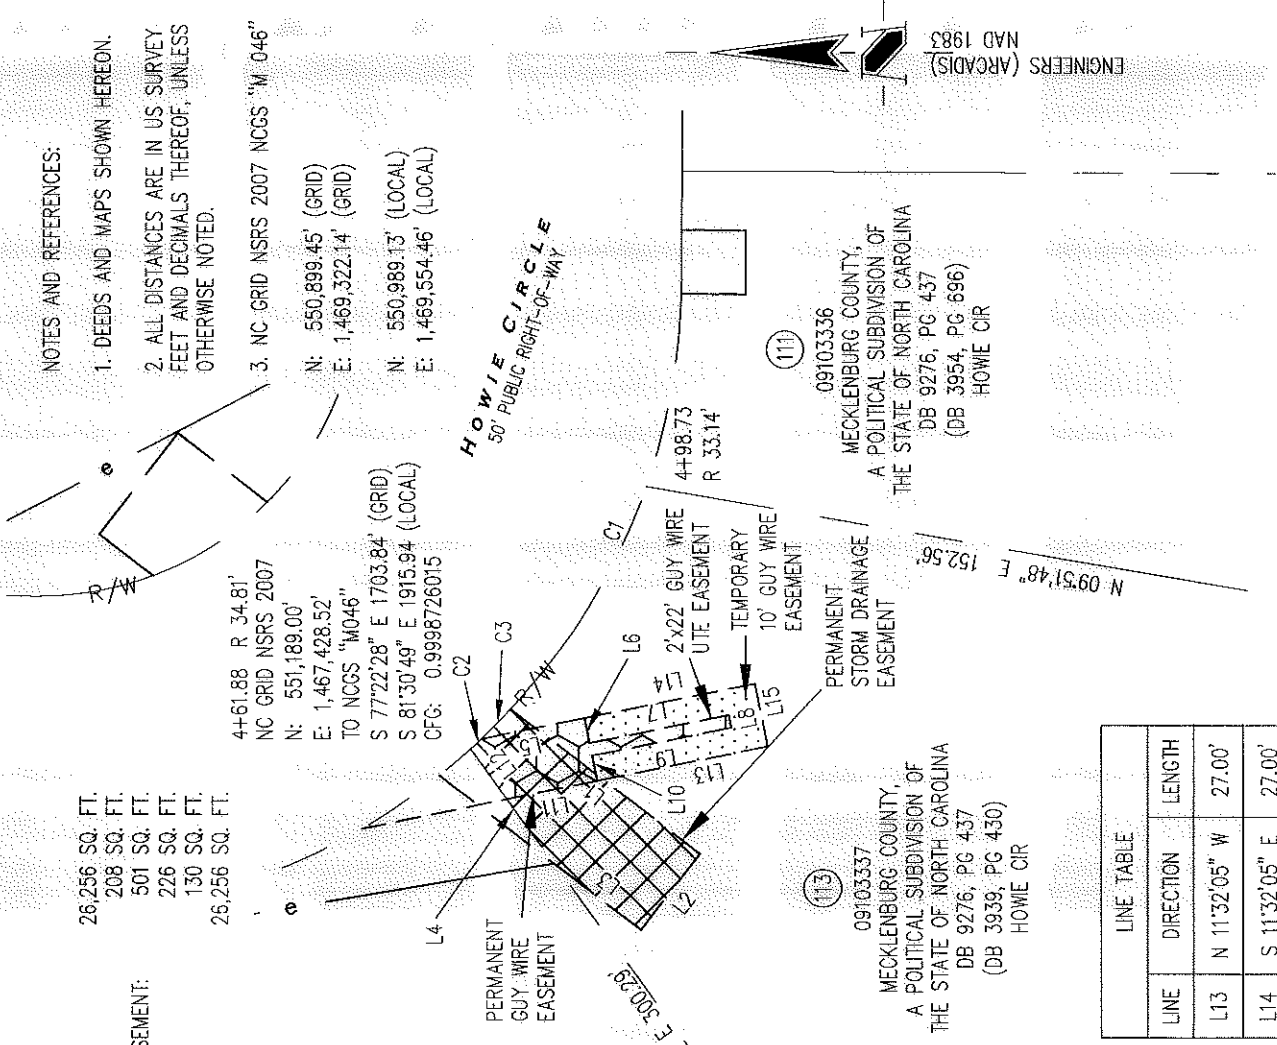 NOTES AND REFERENCES:
1. DEEDS AND MAPS SHOWN HEREON.
2. ALL DISTANCES ARE IN US SURVEY
FEET AND DECIMALS THEREOF, UNLESS
OTHERWISE NOTED.
3. NC GRID NSRS 2007 NCGS "M 046"
N: 550,899.45' (GRID)
E: 1,469,322.14' (GRID)
N: 550,989.13' (LOCAL)
E: 1,469,554.46' (LOCAL)
ENGINEERS (ARCADIS)
NAD 1983
HOWIE CIRCLE
50' PUBLIC RIGHT-OF-WAY
e
R/W
26,256 SQ. FT.
208 SQ. FT.
501 SQ. FT.
226 SQ. FT.
130 SQ. FT.
25,256 SQ. FT.
SEMENT:
4+61.88 R 34.81'
NC GRID NSRS 2007
N: 551,189.00'
E: 1,467,428.52'
TO NCGS "M046"
S 77°22'28" E 1703.84' (GRID)
S 81°30'49" E 1915.94 (LOCAL)
CFG: 0.9998726015
4+98.73
R 33.14'
C1
C2
C3
R/W
L6
2'x22' GUY WIRE
UTE EASEMENT
TEMPORARY
10' GUY WIRE
EASEMENT
PERMANENT
STORM DRAINAGE
EASEMENT
L14
L7
L8
L15
L9
L13
L10
L5
L12
L11
L1
L3
L2
L4
e
PERMANENT
GUY WIRE
EASEMENT
E 300.29'
N 09°51'48" E 152.56'
111
09103336
MECKLENBURG COUNTY,
A POLITICAL SUBDIVISION OF
THE STATE OF NORTH CAROLINA
DB 9276, PG 437
(DB 3954, PG 696)
HOWIE CIR
113
09103337
MECKLENBURG COUNTY,
A POLITICAL SUBDIVISION OF
THE STATE OF NORTH CAROLINA
DB 9276, PG 437
(DB 3939, PG 430)
HOWIE CIR
LINE TABLE
LINE DIRECTION LENGTH
L13 N 11°32'05" W 27.00'
L14 S 11°32'05" E 27.00'